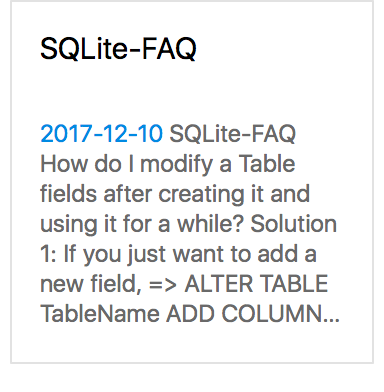 SQLite-FAQ
2017-12-10 SQLite-FAQ
How do I modify a Table
fields after creating it and
using it for a while? Solution
1: If you just want to add a
new field, => ALTER TABLE
TableName ADD COLUMN...